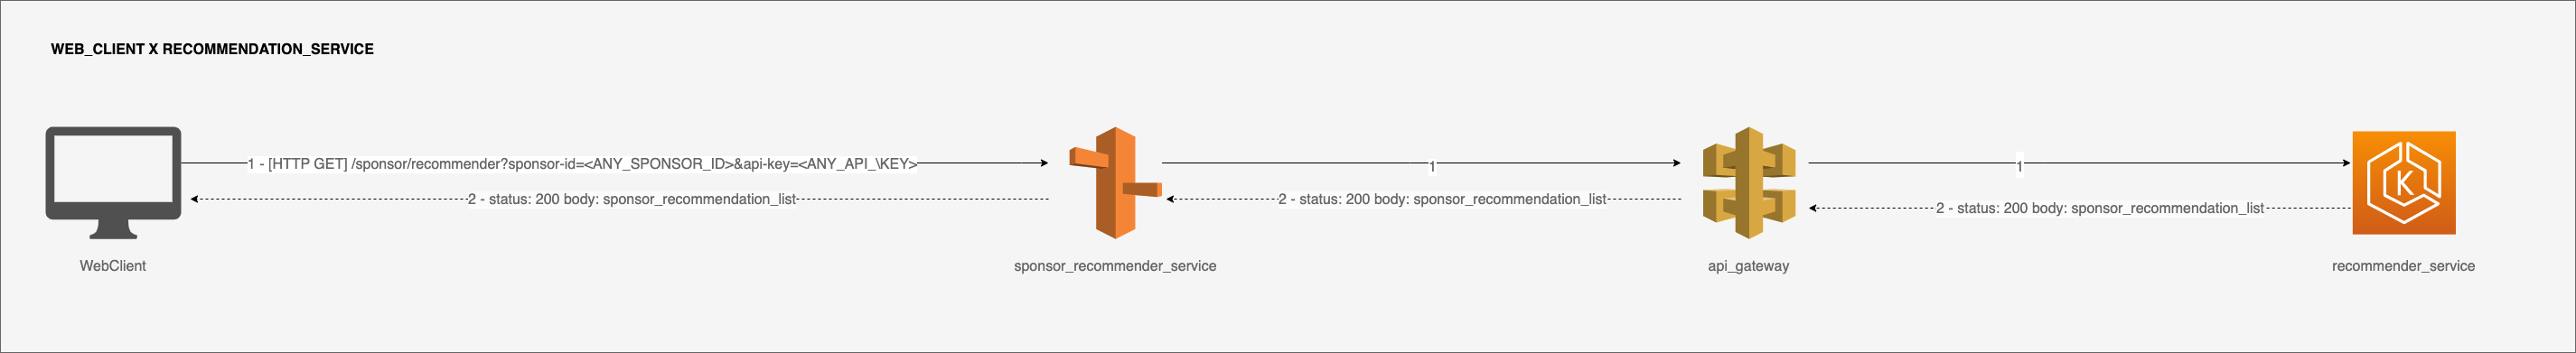 WEB_CLIENT X RECOMMENDATION_SERVICE
1 - [HTTP GET] /sponsor/recommender?sponsor-id=<ANY_SPONSOR_ID>&api-key=<ANY_API_\KEY>
1
1
2 - status: 200 body: sponsor_recommendation_list
2 - status: 200 body: sponsor_recommendation_list
2 - status: 200 body: sponsor_recommendation_list
K
WebClient
sponsor_recommender_service
api_gateway
recommender_service